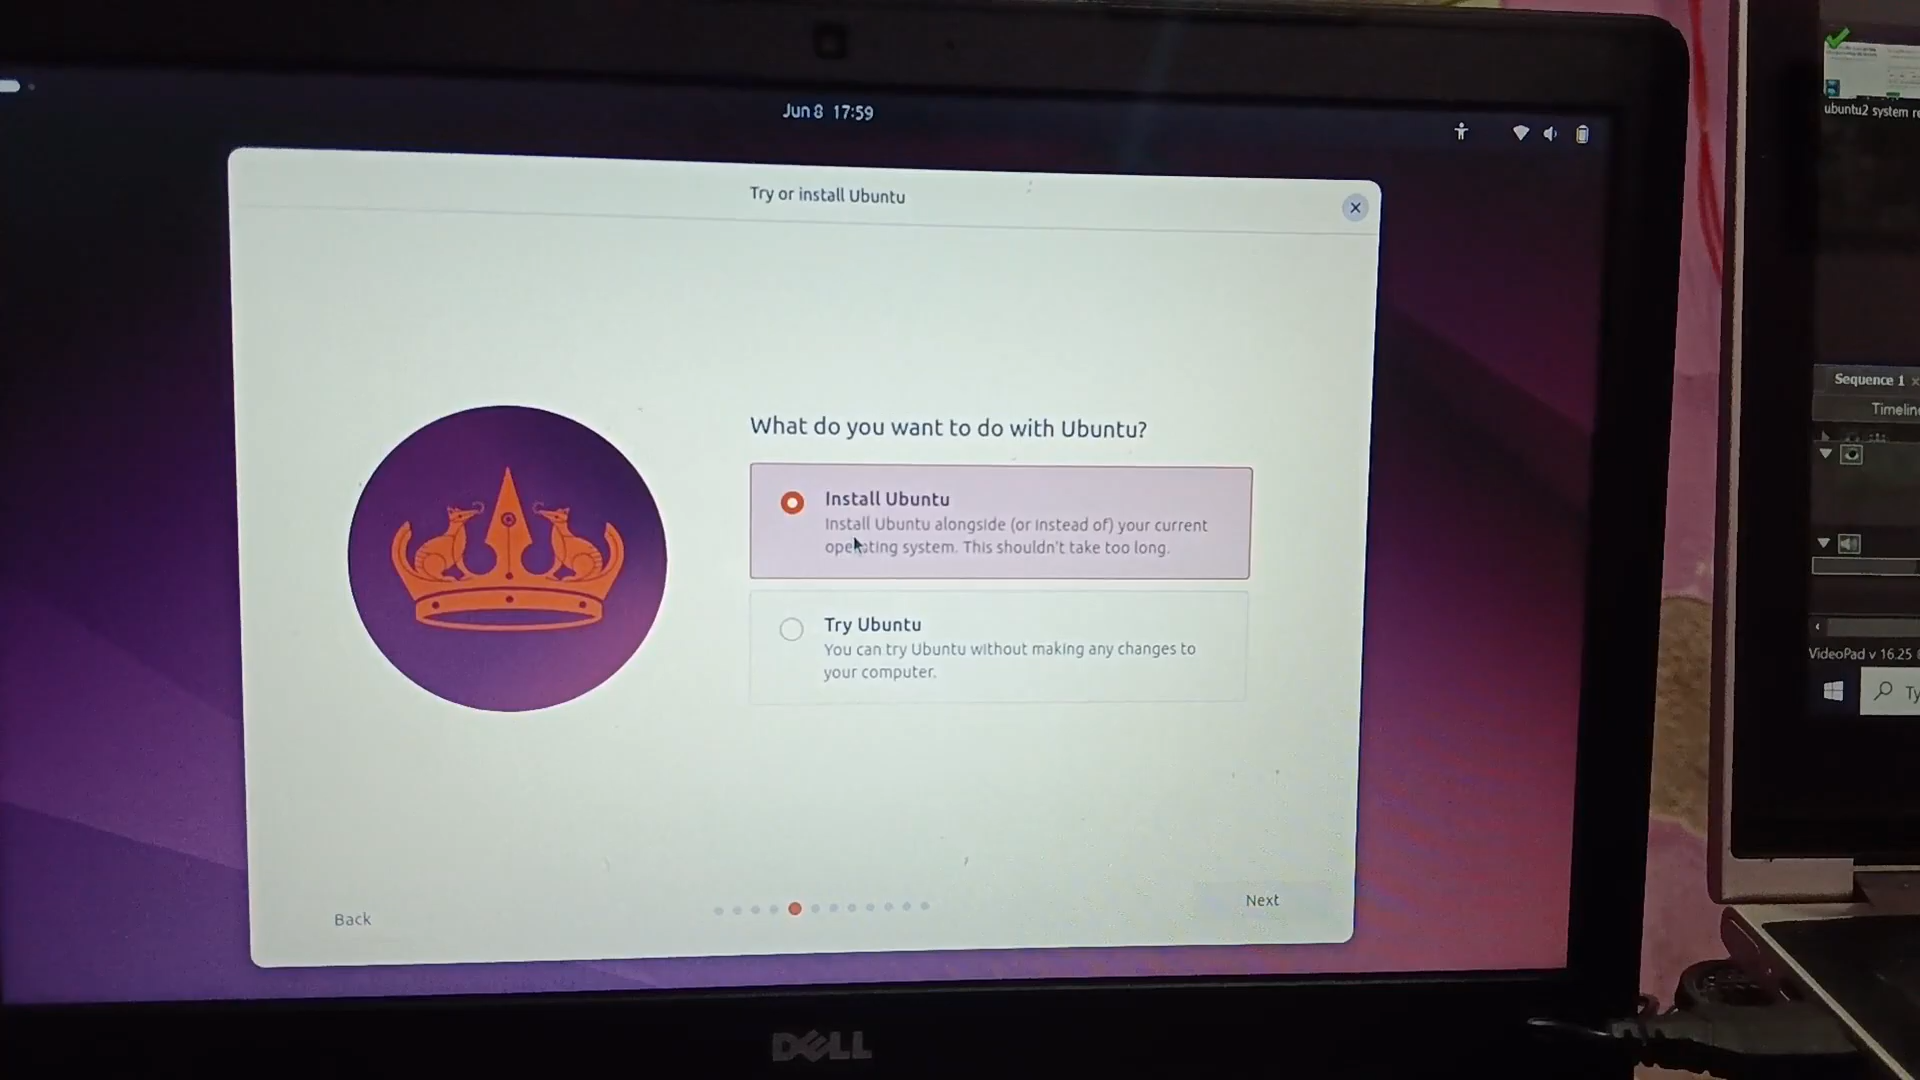 Jun 8 17:59
Try or install Ubuntu
What do you want to do with Ubuntu?
Install Ubuntu
Install Ubuntu alongside (or instead of) your current
operating system. This shouldn't take too long.
Try Ubuntu
You can try Ubuntu without making any changes to
your computer.
Back
Next
DELL
ubuntu2 system
Sequence 1
VideoPad v 16.25